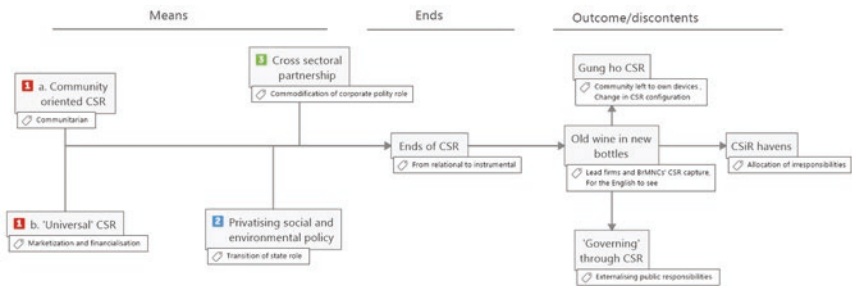 Means
Ends
Outcome/discontents
1 a. Community
oriented CSR
Communitarian
3 Cross sectoral
partnership
Commodification of corporate polity role
Gung ho CSR
Community left to own devices ,
Change in CSR configuration
Ends of CSR
From relational to instrumental
Old wine in new
bottles
Lead firms and BrMNCs' CSR capture,
For the English to see
CSiR havens
Allocation of irresponsibilities
1 b. 'Universal' CSR
Marketization and financialisation
2 Privatising social and
environmental policy
Transition of state role
'Governing'
through CSR
Externalising public responsibilities